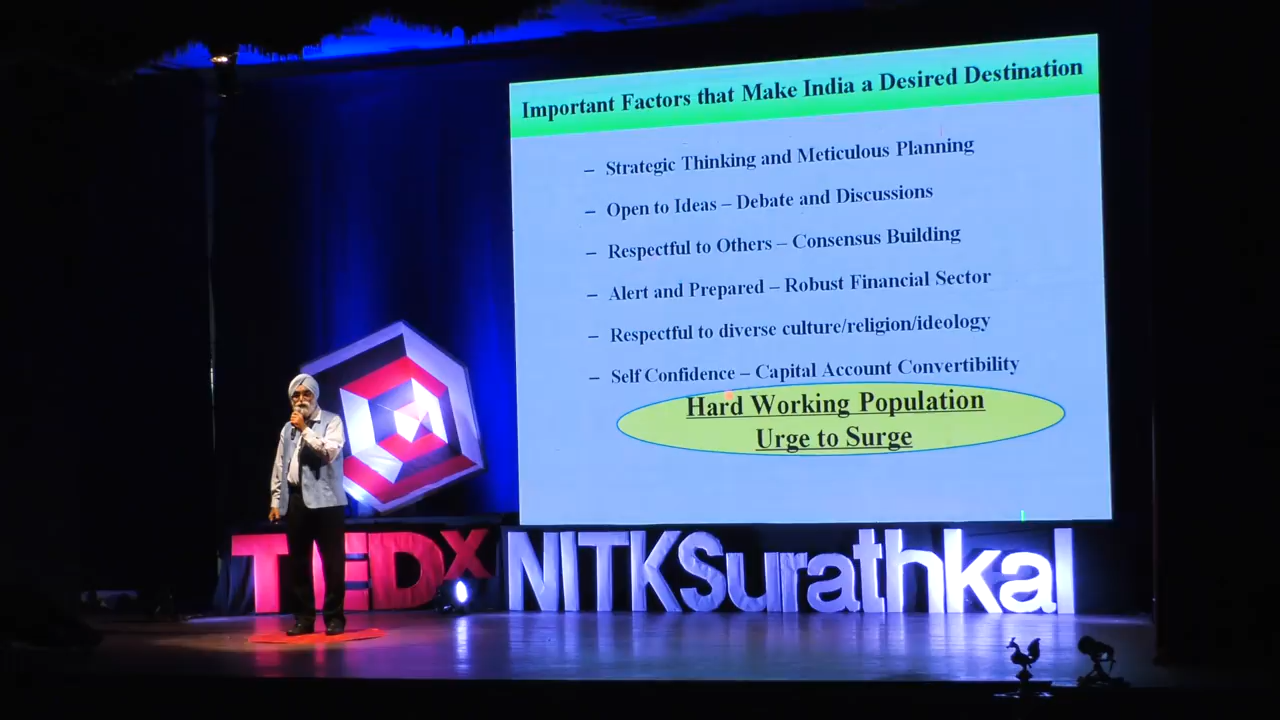 Important Factors that Make India a Desired Destination
– Strategic Thinking and Meticulous Planning
– Open to Ideas – Debate and Discussions
– Respectful to Others – Consensus Building
– Alert and Prepared – Robust Financial Sector
– Respectful to diverse culture/religion/ideology
– Self Confidence – Capital Account Convertibility
Hard Working Population
Urge to Surge
TEDx NITKSurathkal